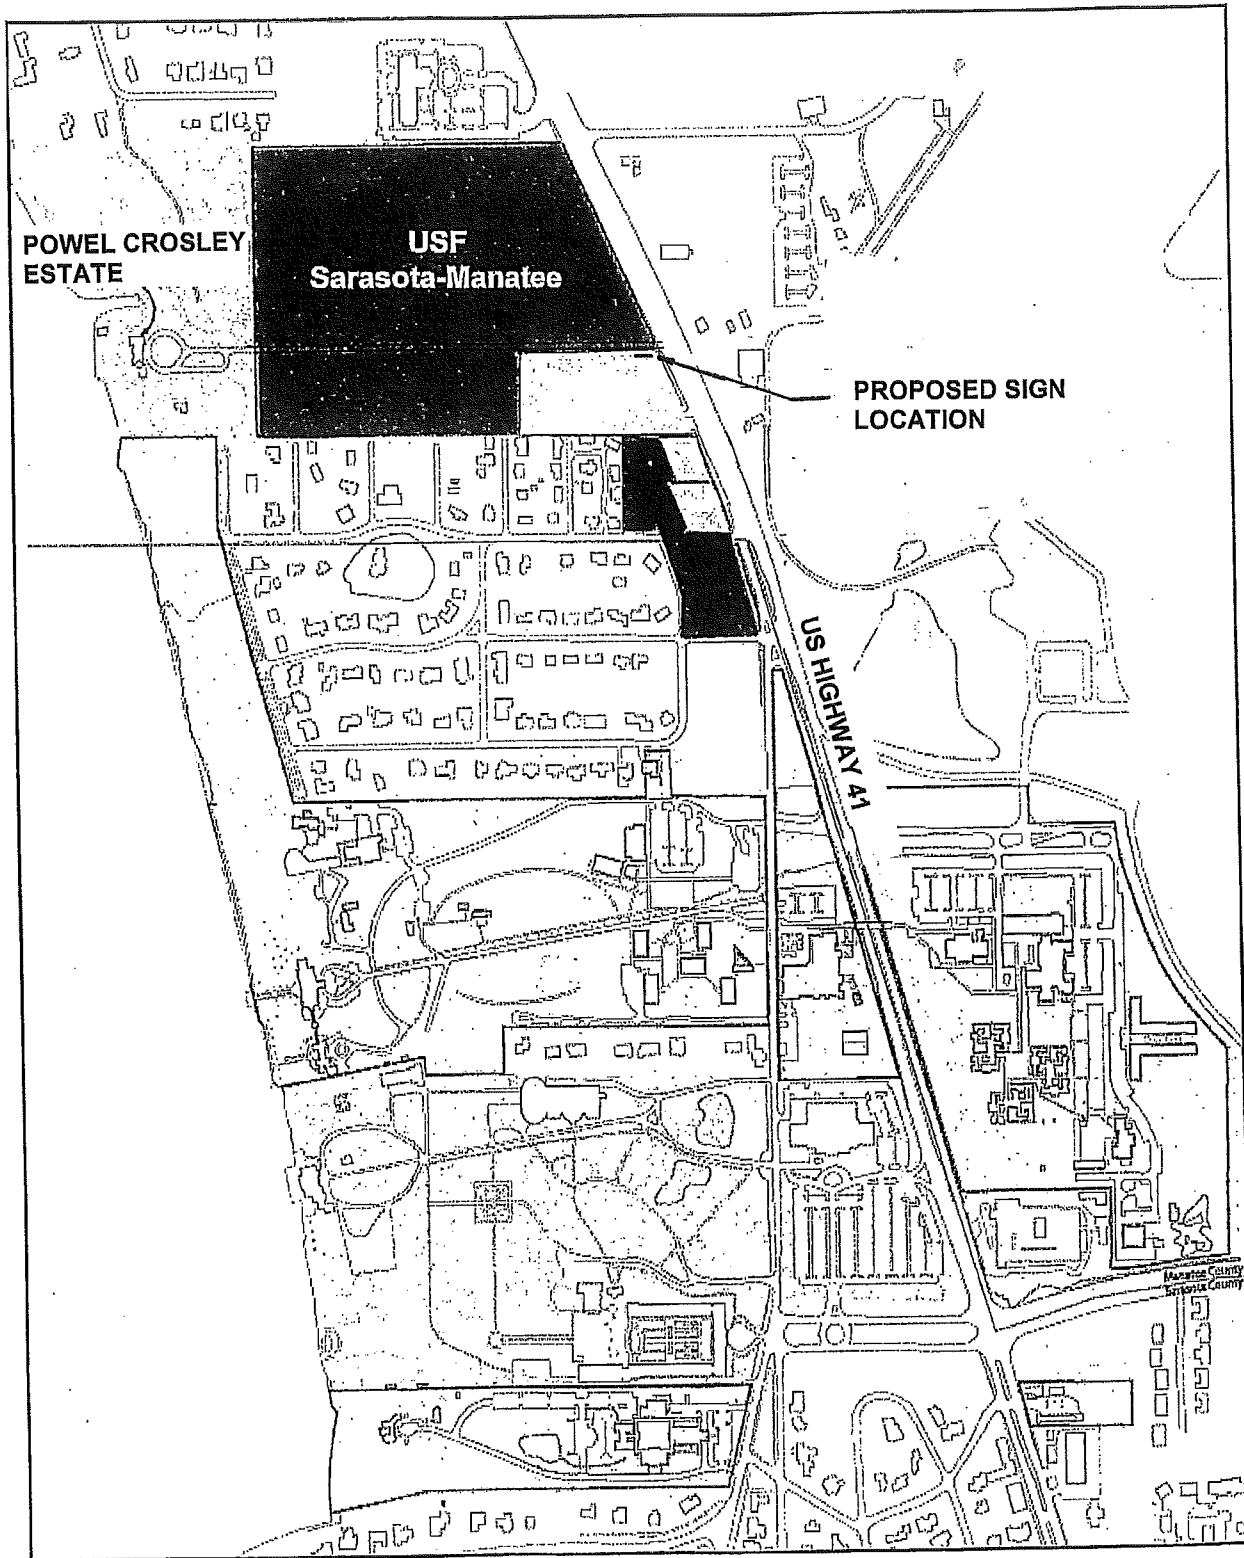 USF
Sarasota-Manatee
POWEL CROSLEY
ESTATE
PROPOSED SIGN
LOCATION
US HIGHWAY 41
Manatee County
Sarasota County